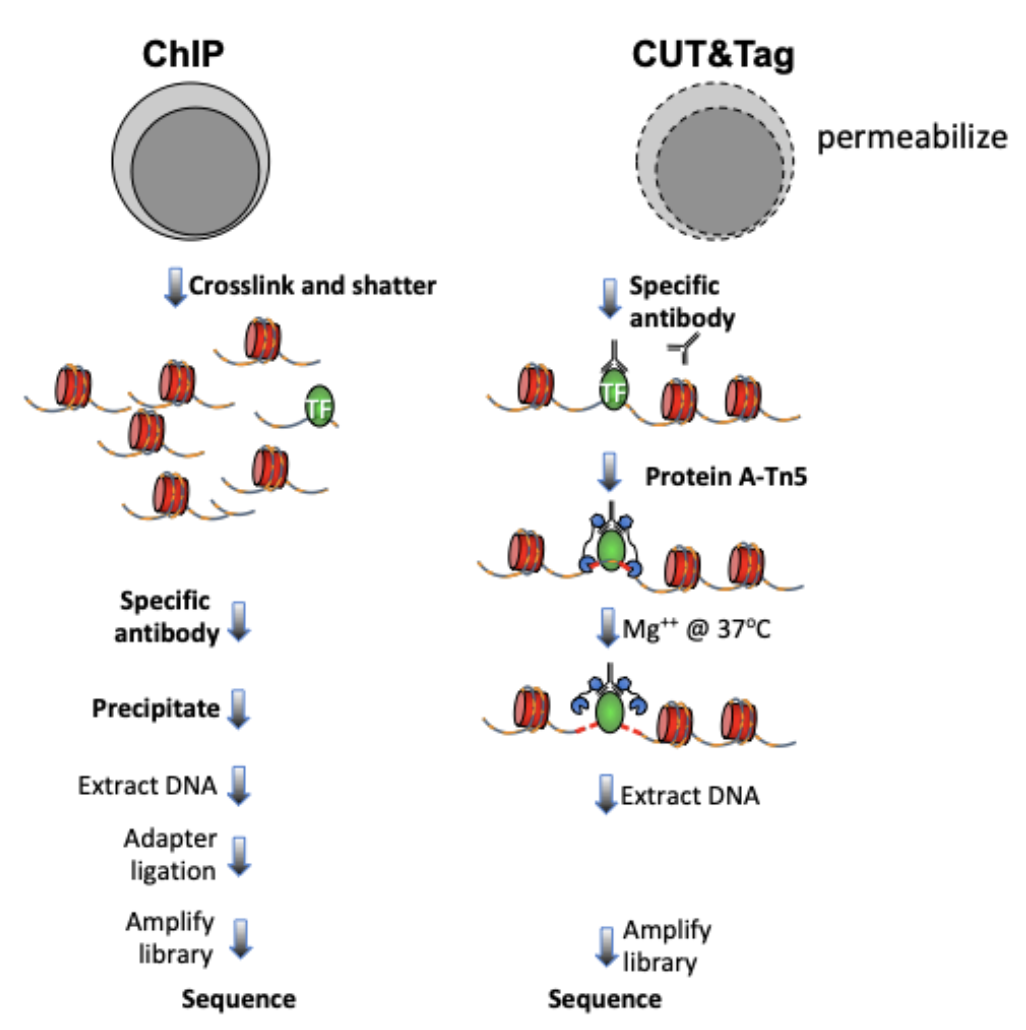 ChIP
Crosslink and shatter
TF
Specific
antibody
Precipitate
Extract DNA
Adapter
ligation
Amplify
library
Sequence
CUT&Tag
permeabilize
Specific
antibody
TF
Protein A-Tn5
Mg⁺⁺ @ 37°C
Extract DNA
Amplify
library
Sequence